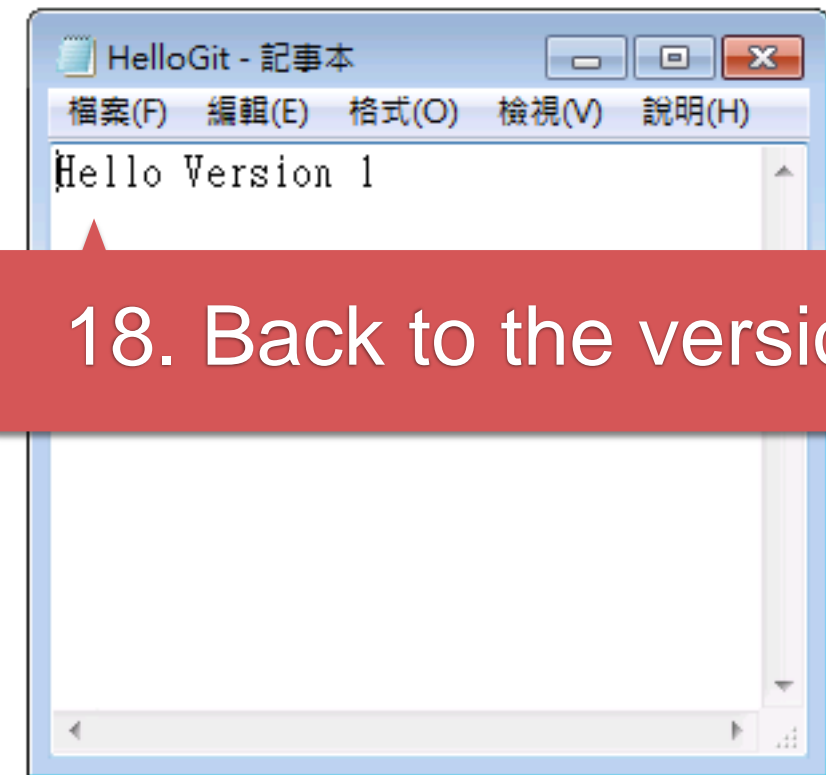 HelloGit - 記事本
檔案(F) 編輯(E) 格式(O) 檢視(V) 說明(H)
Hello Version 1
18. Back to the